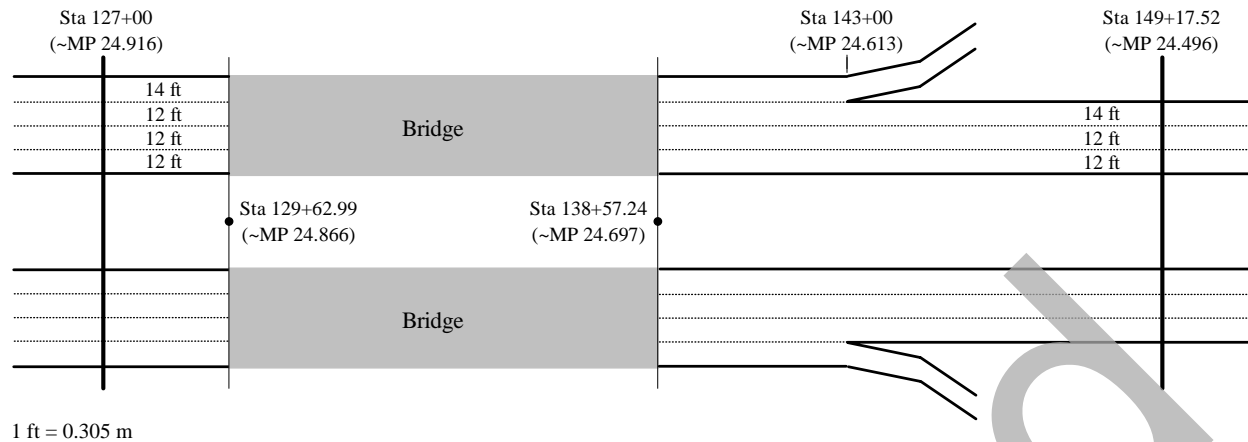 Sta 127+00
(~MP 24.916)
Sta 143+00
(~MP 24.613)
Sta 149+17.52
(~MP 24.496)
14 ft
12 ft
12 ft
12 ft
Bridge
14 ft
12 ft
12 ft
Sta 129+62.99
(~MP 24.866)
Sta 138+57.24
(~MP 24.697)
Bridge
1 ft = 0.305 m